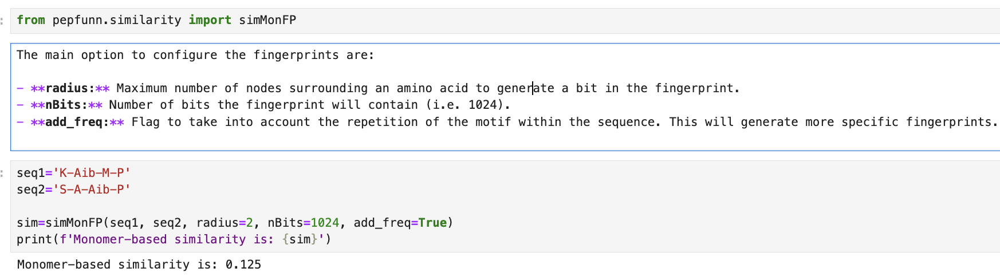 : from pepfunn.similarity import simMonFP
The main option to configure the fingerprints are:
- **radius:** Maximum number of nodes surrounding an amino acid to generate a bit in the fingerprint.
- **nBits:** Number of bits the fingerprint will contain (i.e. 1024).
- **add_freq:** Flag to take into account the repetition of the motif within the sequence. This will generate more specific fingerprints.
: seq1='K-Aib-M-P'
seq2='S-A-Aib-P'
sim=simMonFP(seq1, seq2, radius=2, nBits=1024, add_freq=True)
print(f'Monomer-based similarity is: {sim}')
Monomer-based similarity is: 0.125